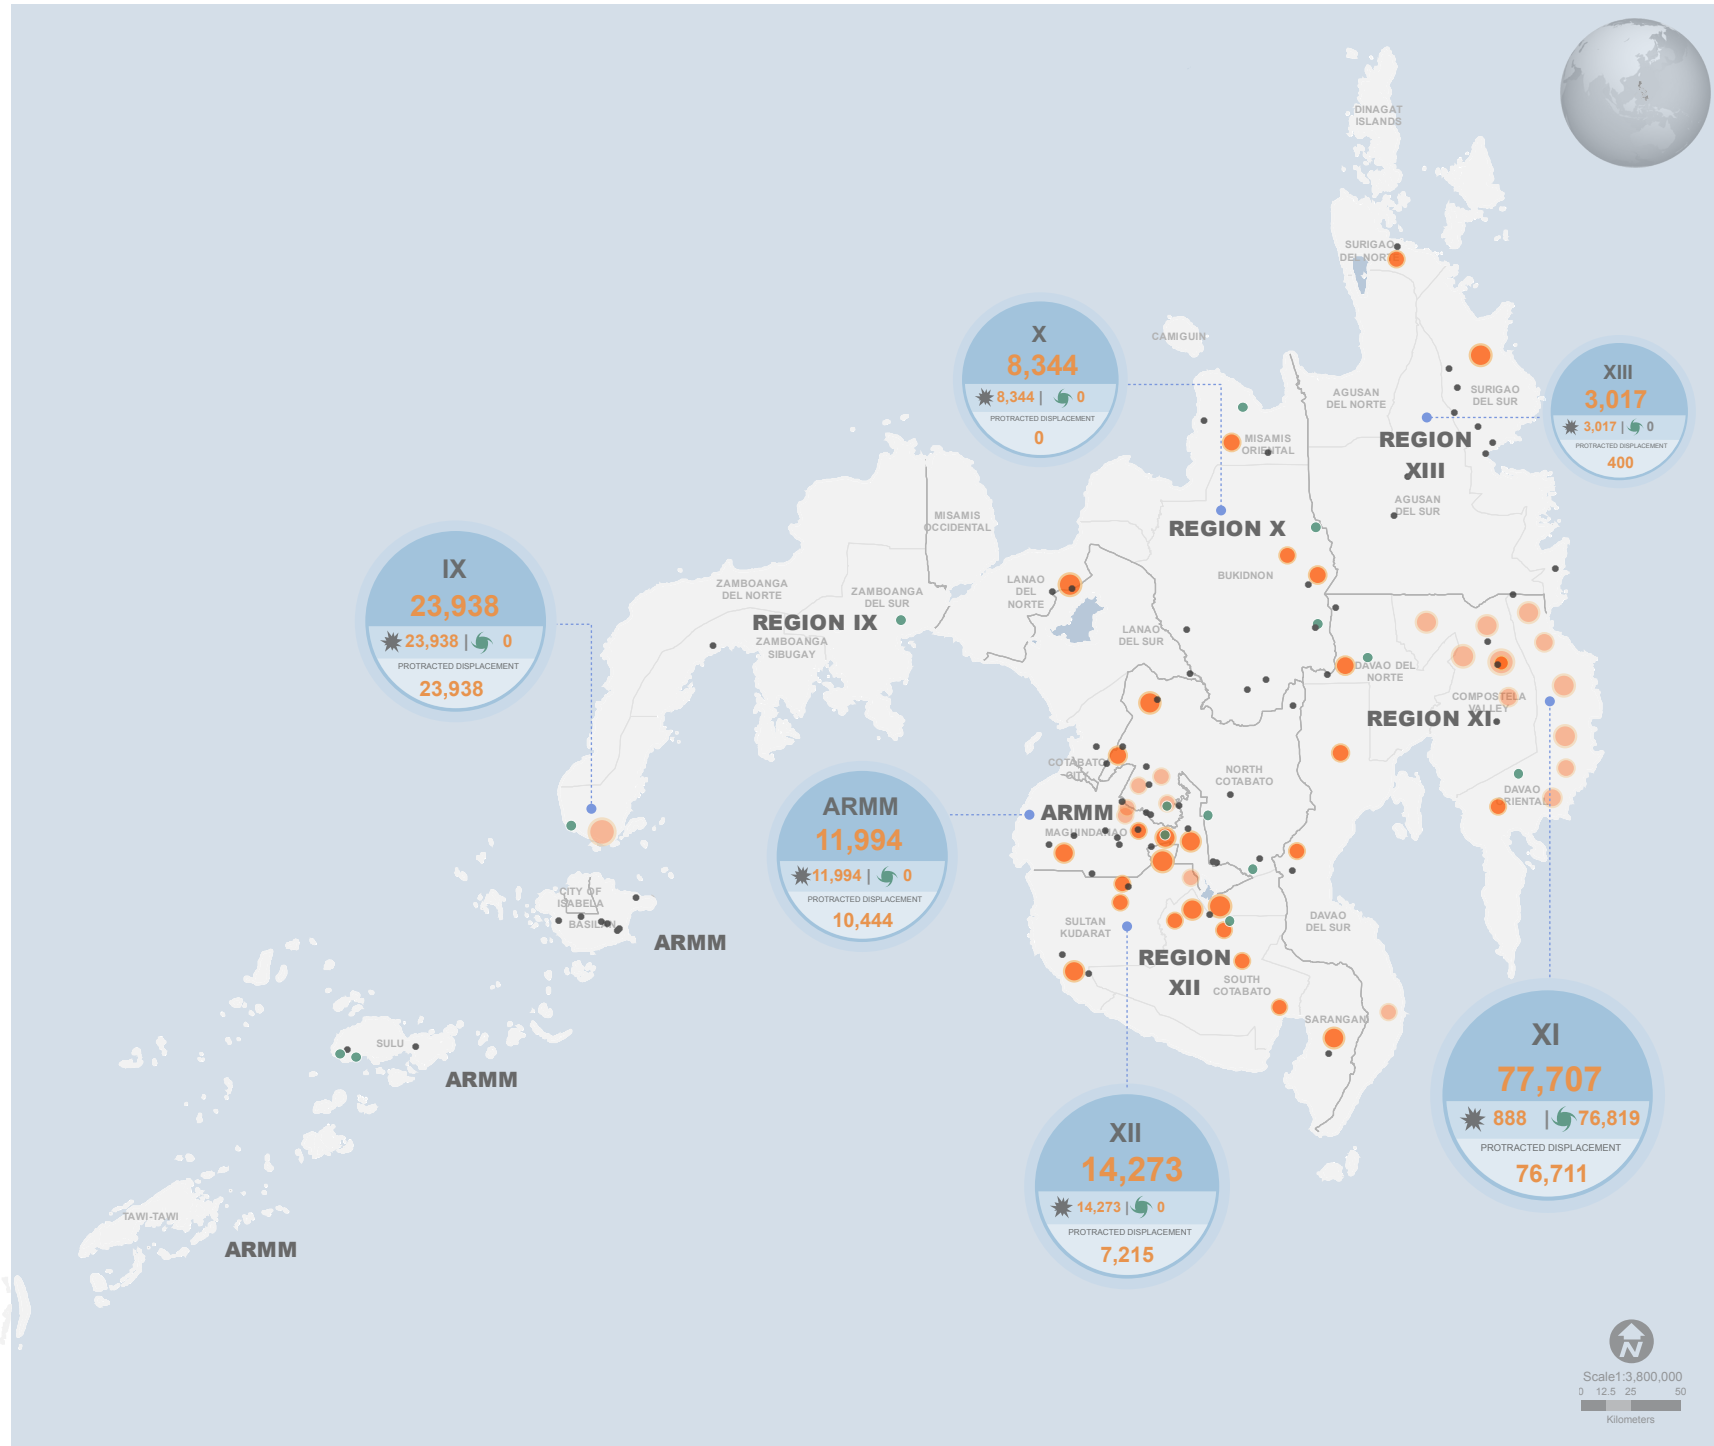 DINAGAT
ISLANDS
SURIGAO
DEL NORTE
CAMIGUIN
X
8,344
8,344 | 0
PROTRACTED DISPLACEMENT
0
XIII
3,017
3,017 | 0
PROTRACTED DISPLACEMENT
400
AGUSAN
DEL NORTE
SURIGAO
DEL SUR
REGION
XIII
MISAMIS
ORIENTAL
AGUSAN
DEL SUR
MISAMIS
OCCIDENTAL
REGION X
BUKIDNON
IX
23,938
23,938 | 0
PROTRACTED DISPLACEMENT
23,938
ZAMBOANGA
DEL NORTE
ZAMBOANGA
DEL SUR
REGION IX
ZAMBOANGA
SIBUGAY
LANAO
DEL
NORTE
LANAO
DEL SUR
DAVAO DEL
NORTE
COMPOSTELA
VALLEY
REGION XI
COTABATO
CITY
NORTH
COTABATO
DAVAO
ORIENTAL
ARMM
11,994
11,994 | 0
PROTRACTED DISPLACEMENT
10,444
ARMM
MAGUINDANAO
CITY OF
ISABELA
BASILAN
ARMM
SULTAN
KUDARAT
DAVAO
DEL SUR
REGION
XII
SOUTH
COTABATO
SARANGANI
SULU
ARMM
XI
77,707
888 | 76,819
PROTRACTED DISPLACEMENT
76,711
XII
14,273
14,273 | 0
PROTRACTED DISPLACEMENT
7,215
TAWI-TAWI
ARMM
N
Scale1:3,800,000
0 12.5 25 50
Kilometers